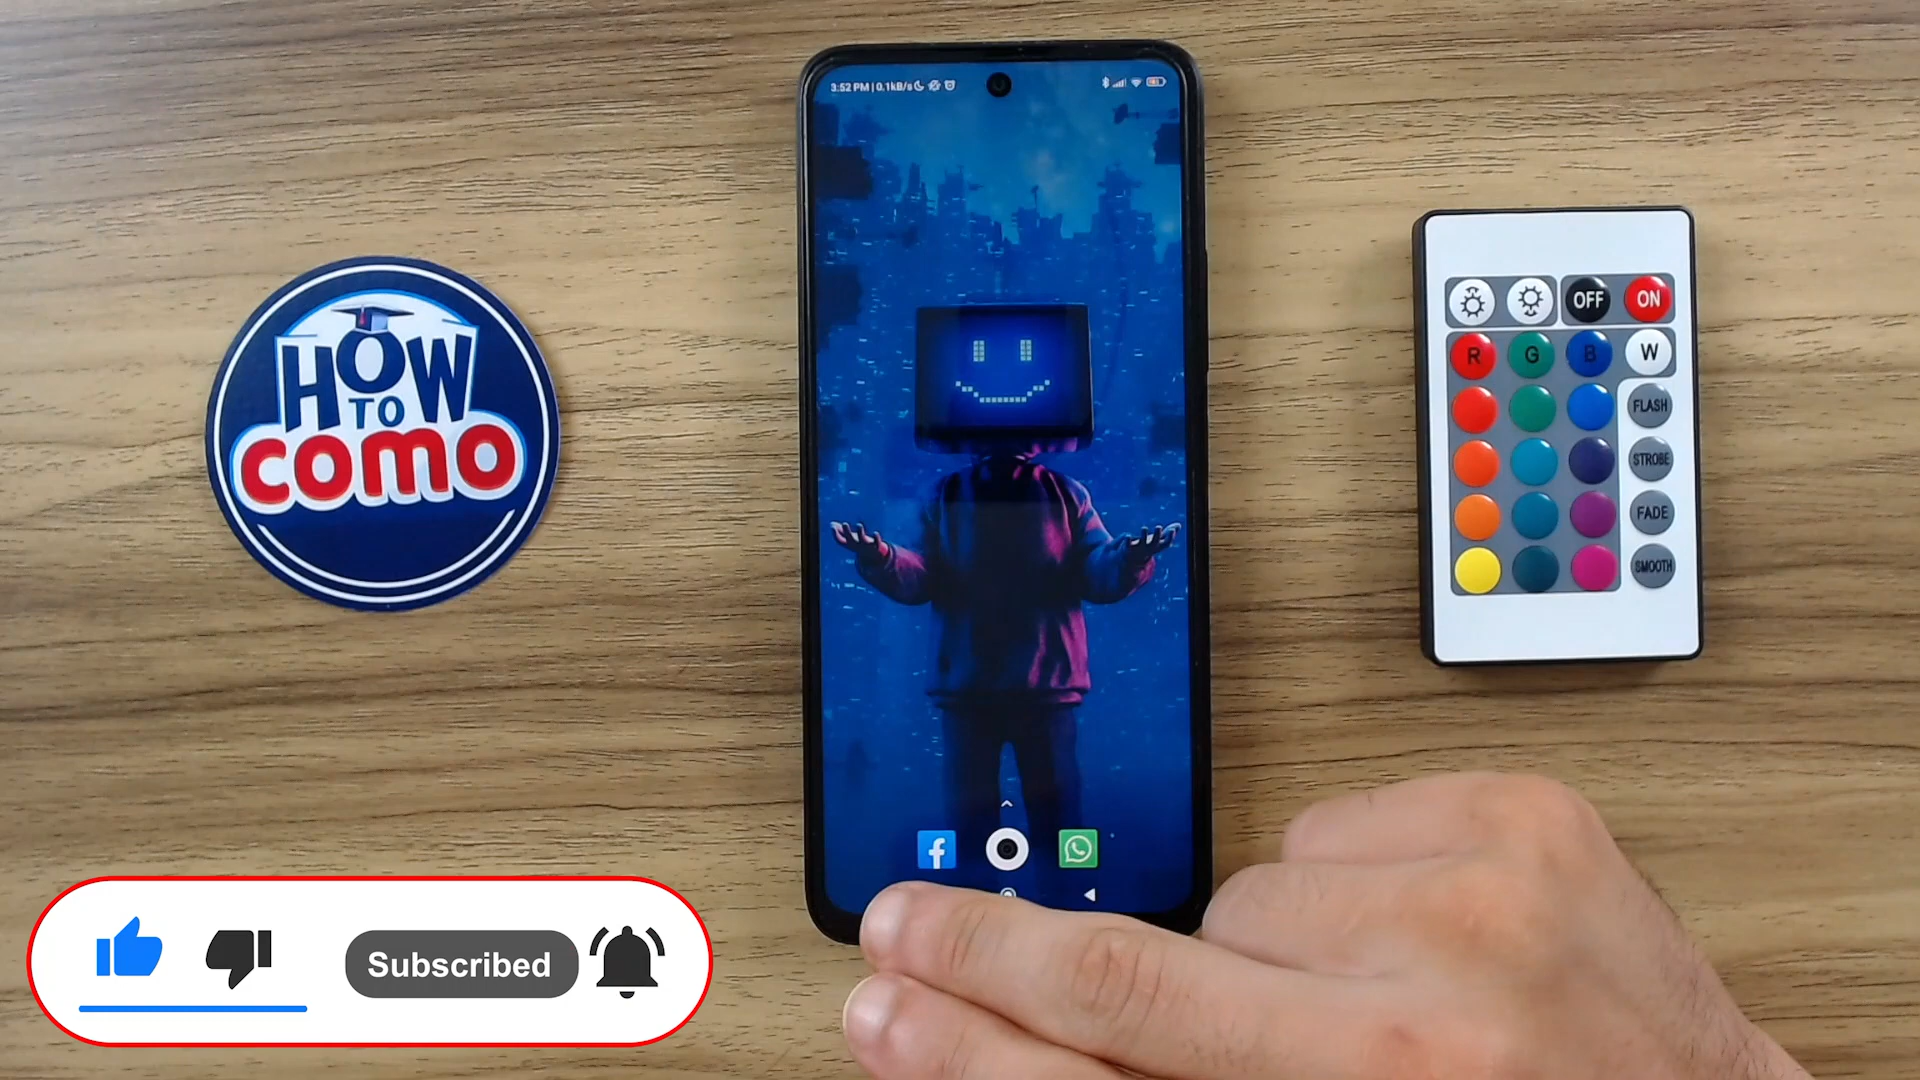 3:52 PM | 0.1kB/s
HOW
TO
COMO
OFF
ON
R
G
B
W
FLASH
STROBE
FADE
SMOOTH
Subscribed